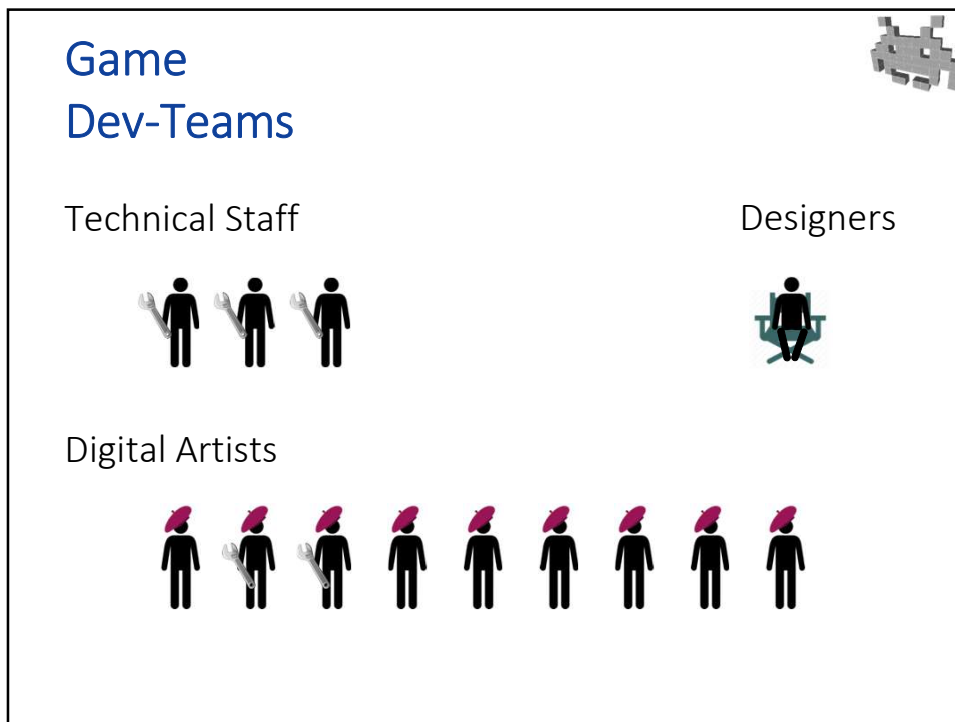 Game
Dev-Teams
Technical Staff
Designers
Digital Artists